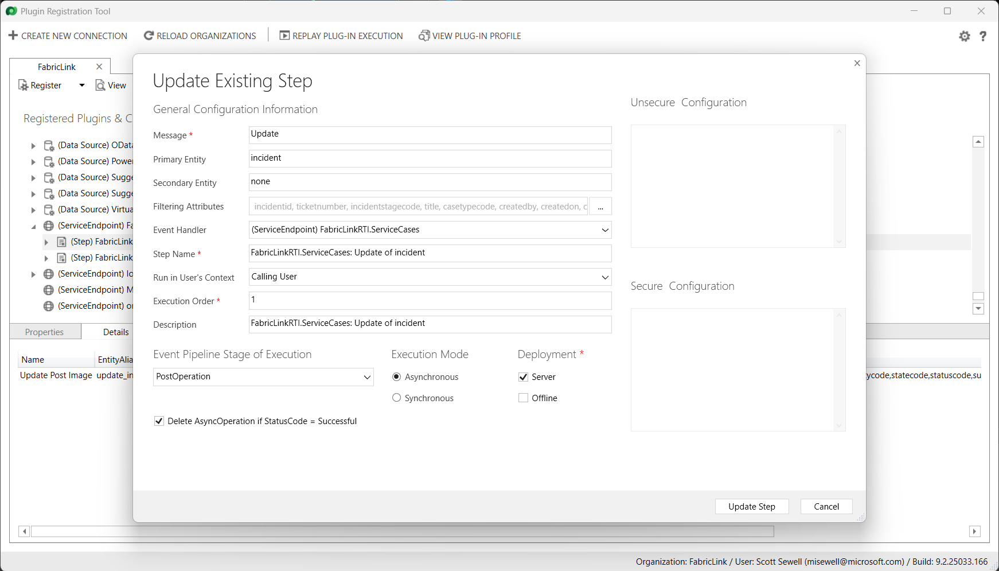 Plugin Registration Tool
CREATE NEW CONNECTION RELOAD ORGANIZATIONS REPLAY PLUG-IN EXECUTION VIEW PLUG-IN PROFILE ?
FabricLink
Register View
Registered Plugins & C
(Data Source) OData
(Data Source) Power
(Data Source) Sugge
(Data Source) Sugge
(Data Source) Virtua
(ServiceEndpoint) Fa
(Step) FabricLink
(Step) FabricLink
(ServiceEndpoint) Io
(ServiceEndpoint) M
(ServiceEndpoint) or
Properties Details
Name EntityAlia
Update Post Image update_in
ycode,statecode,statuscode,su
Update Existing Step
General Configuration Information
Message * Update
Primary Entity incident
Secondary Entity none
Filtering Attributes incidentid, ticketnumber, incidentstagecode, title, casetypecode, createdby, createdon, c ...
Event Handler (ServiceEndpoint) FabricLinkRTI.ServiceCases
Step Name * FabricLinkRTI.ServiceCases: Update of incident
Run in User's Context Calling User
Execution Order * 1
Description FabricLinkRTI.ServiceCases: Update of incident
Event Pipeline Stage of Execution
PostOperation
Execution Mode
Asynchronous
Synchronous
Deployment *
Server
Offline
Delete AsyncOperation if StatusCode = Successful
Unsecure Configuration
Secure Configuration
Update Step Cancel
Organization: FabricLink / User: Scott Sewell (misewell@microsoft.com) / Build: 9.2.25033.166